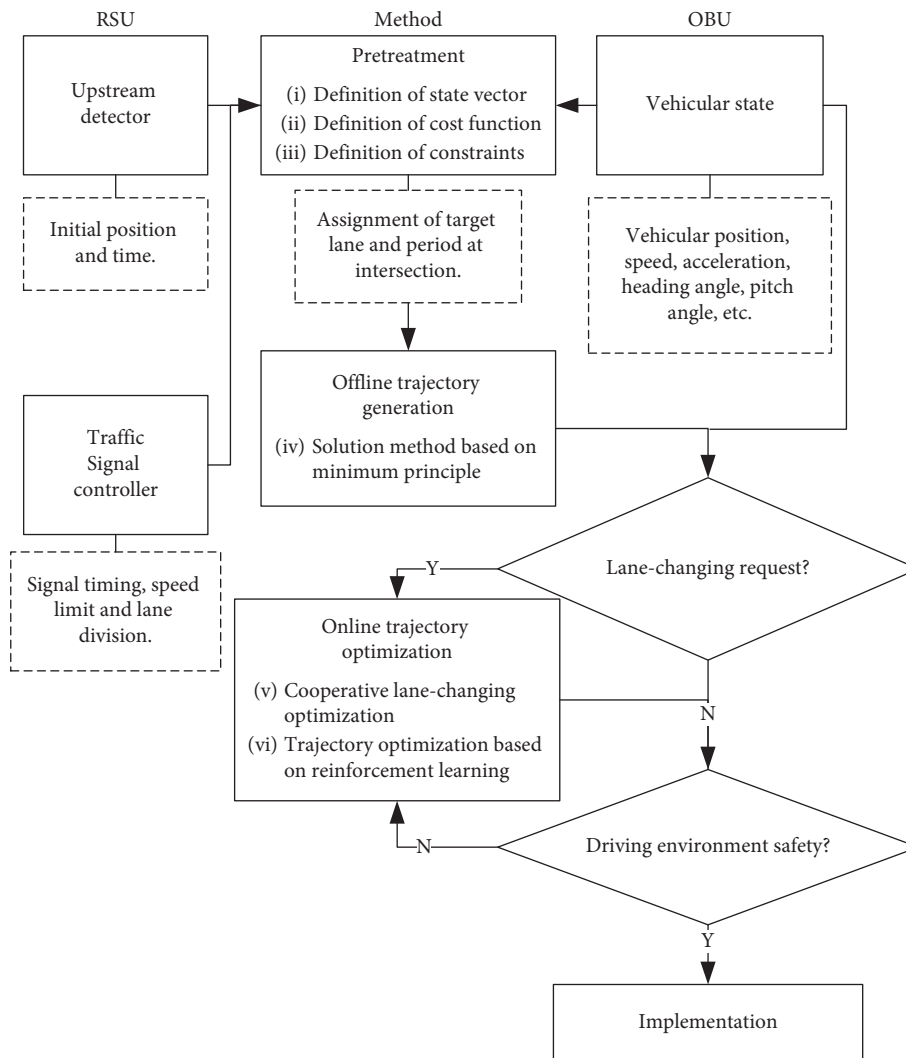 RSU
Method
OBU
Upstream
detector
Pretreatment
(i) Definition of state vector
(ii) Definition of cost function
(iii) Definition of constraints
Vehicular state
Initial position
and time.
Assignment of target
lane and period at
intersection.
Vehicular position,
speed, acceleration,
heading angle, pitch
angle, etc.
Offline trajectory
generation
(iv) Solution method based on
minimum principle
Traffic
Signal
controller
Signal timing, speed
limit and lane
division.
Lane-changing request?
Y
N
Online trajectory
optimization
(v) Cooperative lane-changing
optimization
(vi) Trajectory optimization based
on reinforcement learning
Driving environment safety?
N
Y
Implementation